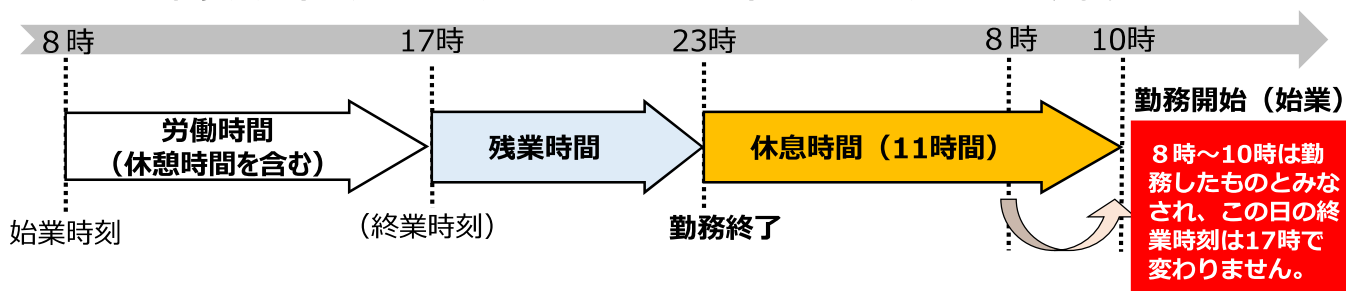 ８時
17時
23時
８時
10時
勤務開始（始業）
労働時間
（休憩時間を含む）
残業時間
休息時間（11時間）
８時～10時は勤
務したものとみな
され、この日の終
業時刻は17時で
変わりません。
始業時刻
（終業時刻）
勤務終了